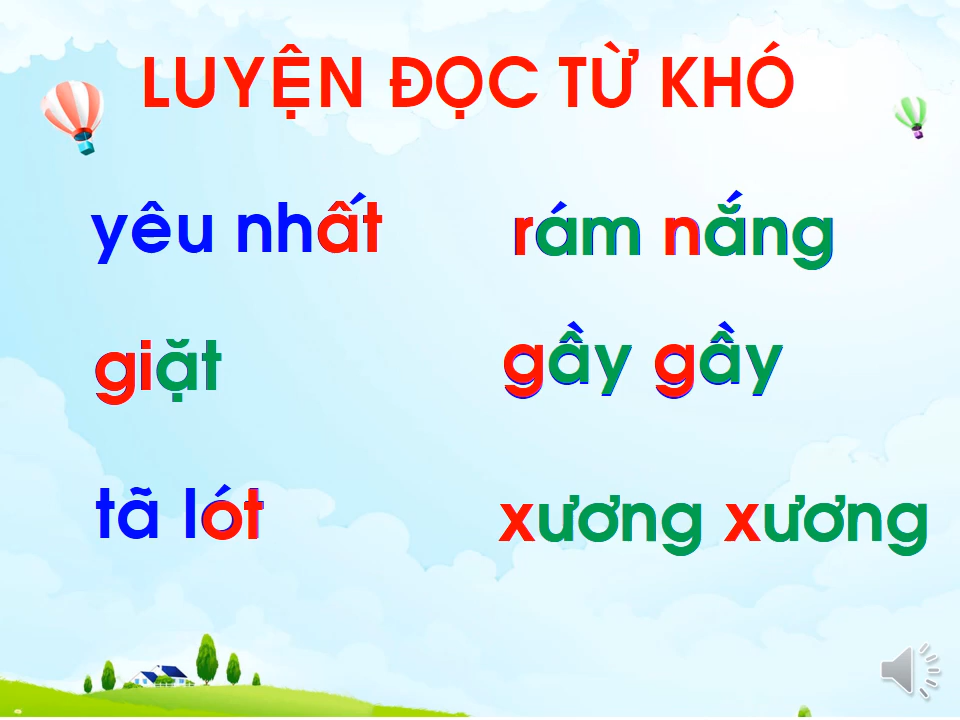 LUYỆN ĐỌC TỪ KHÓ
yêu nhất
rám nắng
giặt
gầy gầy
tã lót
xương xương